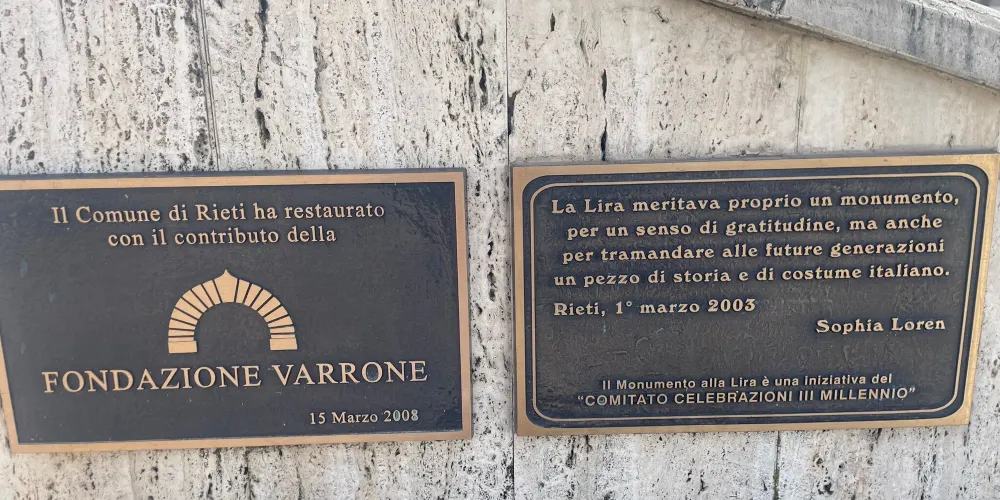 Il Comune di Rieti ha restaurato
con il contributo della
FONDAZIONE VARRONE
15 Marzo 2008
La Lira meritava proprio un monumento,
per un senso di gratitudine, ma anche
per tramandare alle future generazioni
un pezzo di storia e di costume italiano.
Rieti, 1° marzo 2003
Sophia Loren
Il Monumento alla Lira è una iniziativa del
"COMITATO CELEBRAZIONI III MILLENNIO"